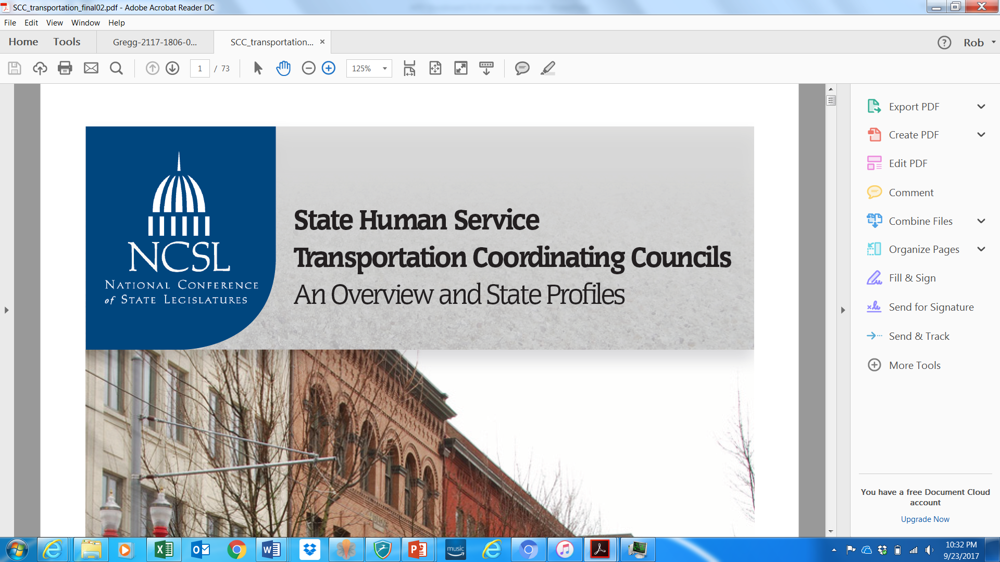 SCC_transportation_final02.pdf - Adobe Acrobat Reader DC
File Edit View Window Help
Home Tools Gregg-2117-1806-0... SCC_transportation... × ? Rob
1 / 73 125%
NCSL
NATIONAL CONFERENCE
of STATE LEGISLATURES
State Human Service
Transportation Coordinating Councils
An Overview and State Profiles
Export PDF
Create PDF
Edit PDF
Comment
Combine Files
Organize Pages
Fill & Sign
Send for Signature
Send & Track
More Tools
You have a free Document Cloud
account
Upgrade Now
music
10:32 PM
9/23/2017